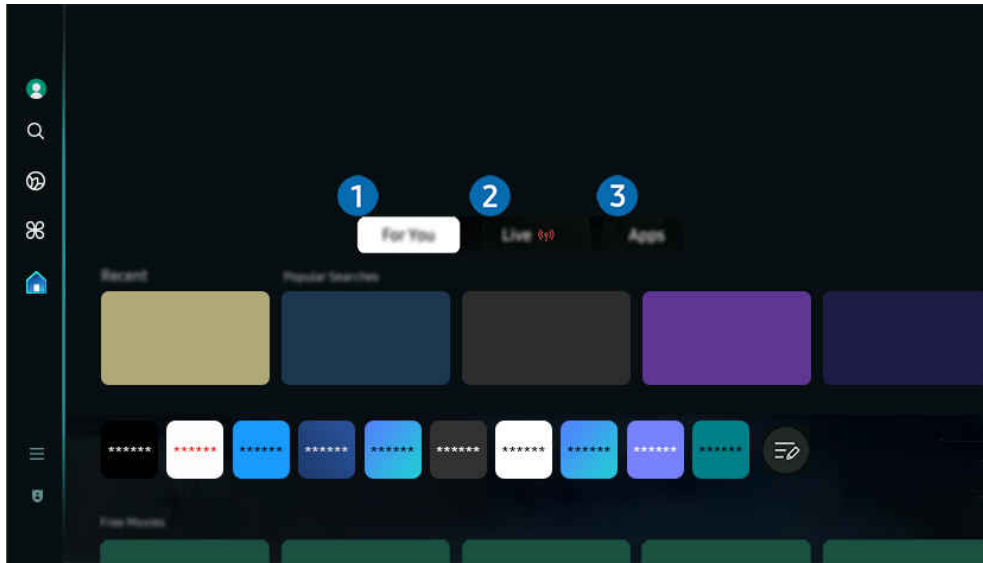 1 2 3
For You Live Apps
Recent Popular Searches
****** ****** ****** ****** ****** ****** ****** ****** ****** ******
Free Movies